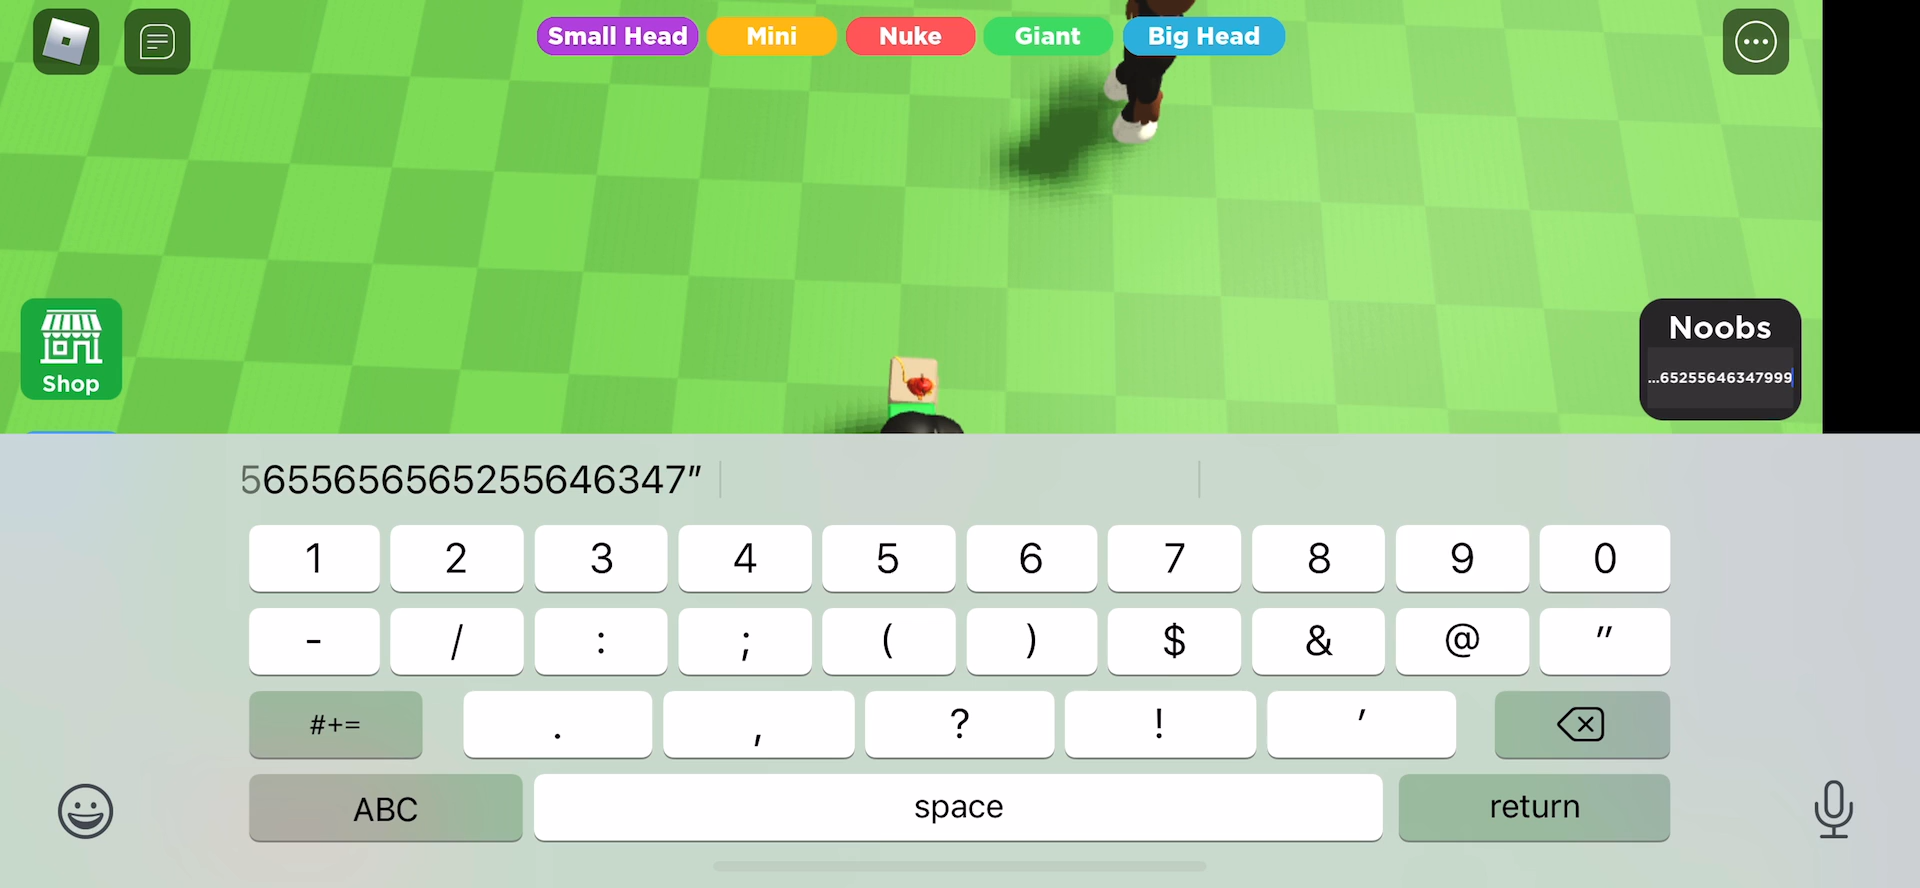 Small Head Mini Nuke Giant Big Head
Shop
Noobs
...65255646347999
5655656565255646347"
1 2 3 4 5 6 7 8 9 0
- / : ; ( ) $ & @ "
#+= . , ? ! '
ABC space return